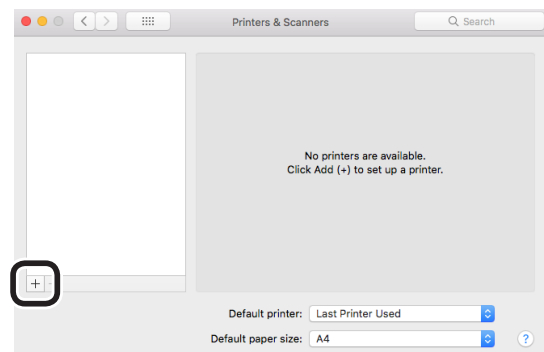 Printers & Scanners
Search
No printers are available.
Click Add (+) to set up a printer.
+
Default printer: Last Printer Used
Default paper size: A4
?